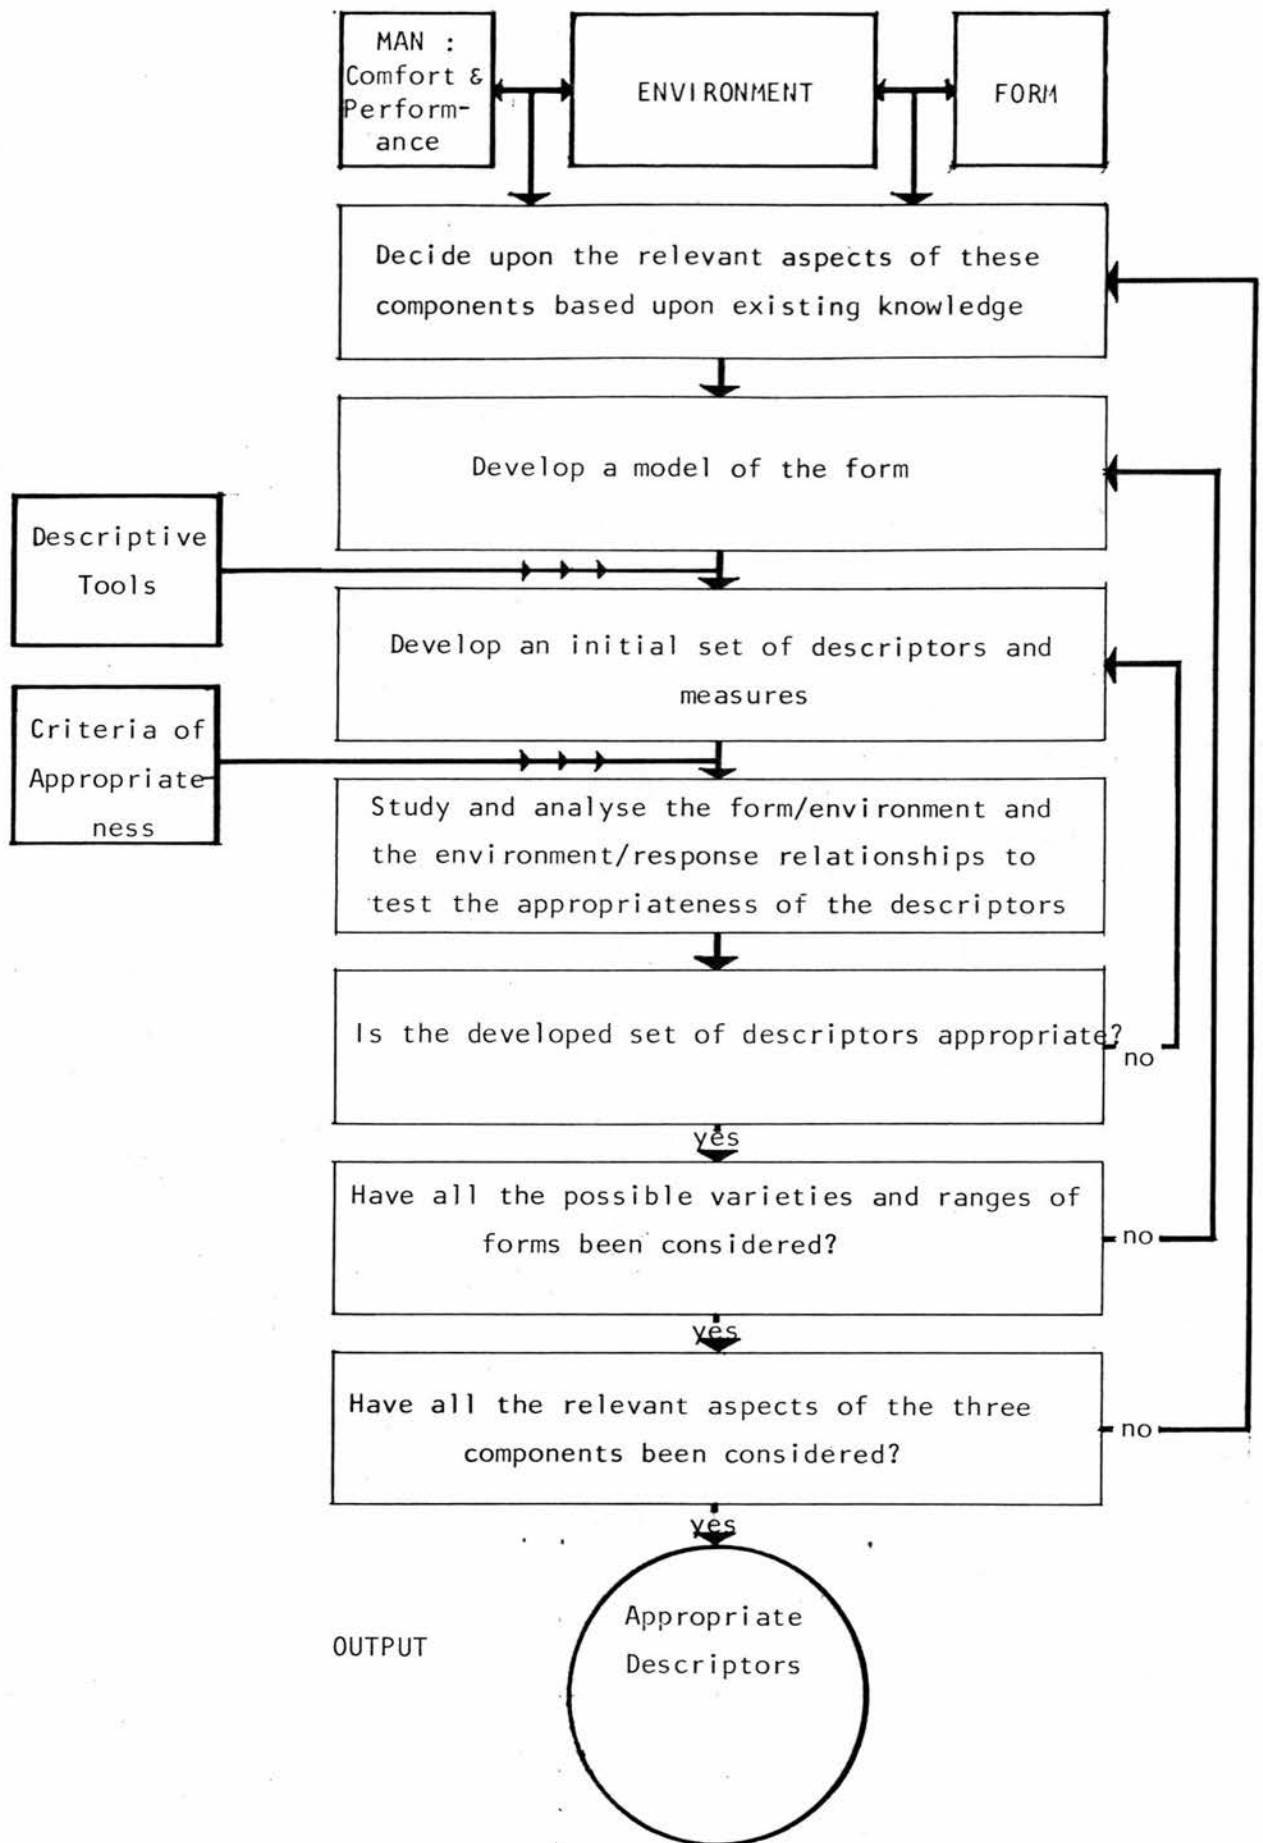 MAN :
Comfort &
Perform-
ance
ENVIRONMENT
FORM
Decide upon the relevant aspects of these
components based upon existing knowledge
Develop a model of the form
Descriptive
Tools
Develop an initial set of descriptors and
measures
Criteria of
Appropriate-
ness
Study and analyse the form/environment and
the environment/response relationships to
test the appropriateness of the descriptors
Is the developed set of descriptors appropriate?
no
yes
Have all the possible varieties and ranges of
forms been considered?
no
yes
Have all the relevant aspects of the three
components been considered?
no
yes
Appropriate
Descriptors
OUTPUT